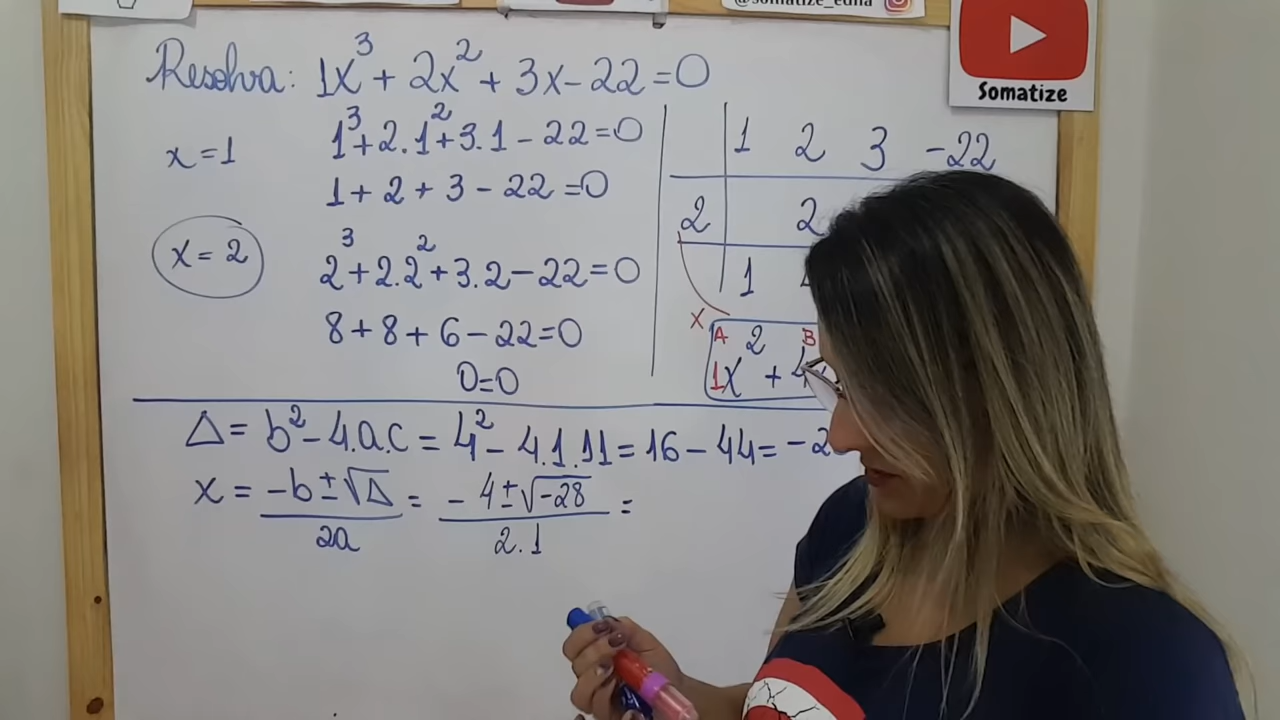 @somatize_edna
Somatize
Resolva: 1x³ + 2x² + 3x - 22 = 0
x = 1
1³ + 2.1² + 3.1 - 22 = 0
1 + 2 + 3 - 22 = 0
x = 2
2³ + 2.2² + 3.2 - 22 = 0
8 + 8 + 6 - 22 = 0
0 = 0
1 2 3 -22
2 2
1
x
A B
1x² + 4
Δ = b² - 4.a.c = 4² - 4.1.11 = 16 - 44 = -2
x = -b ± √Δ / 2a = -4 ± √-28 / 2.1 =